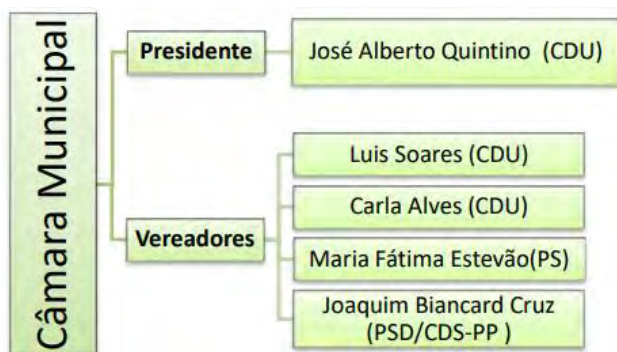 Câmara Municipal
Presidente
José Alberto Quintino (CDU)
Vereadores
Luis Soares (CDU)
Carla Alves (CDU)
Maria Fátima Estevão(PS)
Joaquim Biancard Cruz
(PSD/CDS-PP )